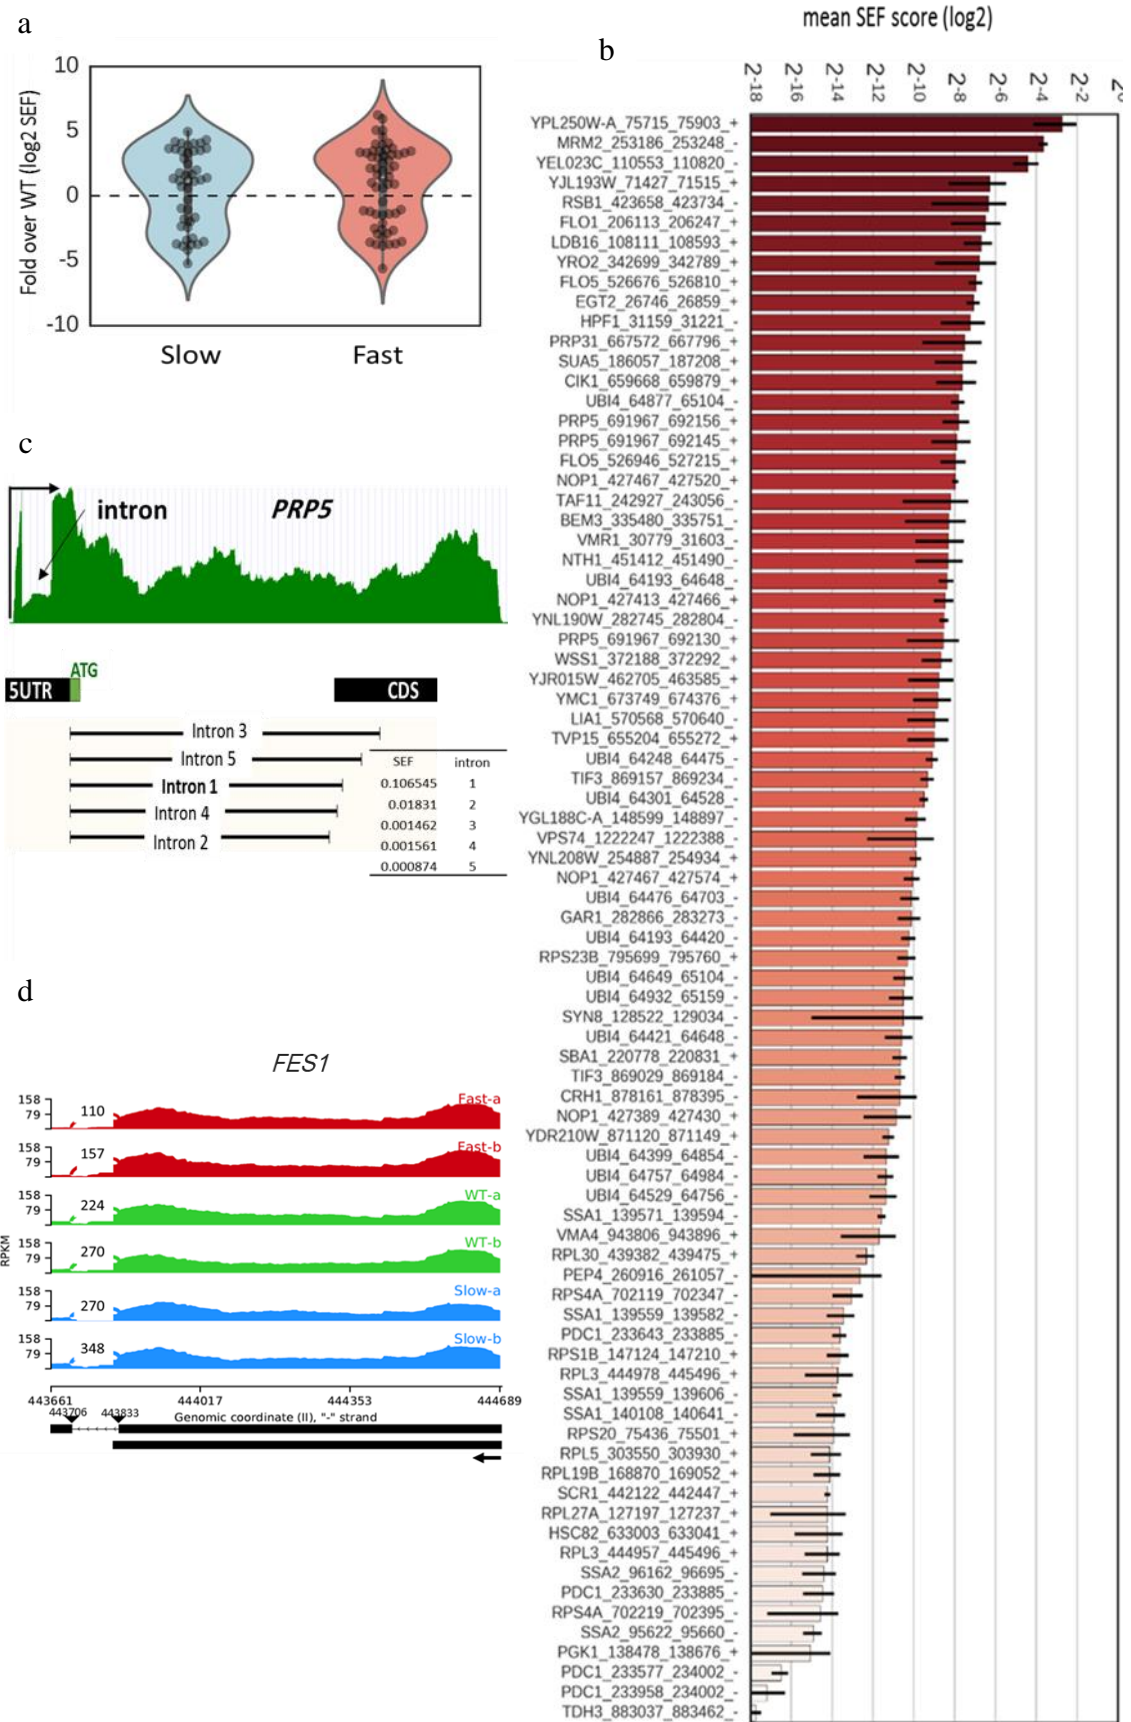 a
10
5
0
-5
-10
Fold over WT (log2 SEF)
Slow
Fast
b
mean SEF score (log2)
2-18
2-16
2-14
2-12
2-10
2-8
2-6
2-4
2-2
YPL250W-A_75715_75903_+
MRM2_253186_253248_-
YEL023C_110553_110820_-
YJL193W_71427_71515_+
RSB1_423658_423734_-
FLO1_206113_206247_+
LDB16_108111_108593_+
YRO2_342699_342789_+
FLO5_526676_526810_+
EGT2_26746_26859_+
HPF1_31159_31221_-
PRP31_667572_667796_+
SUA5_186057_187208_+
CIK1_659668_659879_+
UBI4_64877_65104_-
PRP5_691967_692156_+
PRP5_691967_692145_+
FLO5_526946_527215_+
NOP1_427467_427520_+
TAF11_242927_243056_-
BEM3_335480_335751_-
VMR1_30779_31603_-
NTH1_451412_451490_-
UBI4_64193_64648_-
NOP1_427413_427466_+
YNL190W_282745_282804_-
PRP5_691967_692130_+
WSS1_372188_372292_+
YJR015W_462705_463585_+
YMC1_673749_674376_+
LIA1_570568_570640_-
TVP15_655204_655272_+
UBI4_64248_64475_-
TIF3_869157_869234_-
UBI4_64301_64528_-
YGL188C-A_148599_148897_-
VPS74_1222247_1222388_-
YNL208W_254887_254934_+
NOP1_427467_427574_+
UBI4_64476_64703_-
GAR1_282866_283273_-
UBI4_64193_64420_-
RPS23B_795699_795760_+
UBI4_64649_65104_-
UBI4_64932_65159_-
SYN8_128522_129034_-
UBI4_64421_64648_-
SBA1_220778_220831_+
TIF3_869029_869184_-
CRH1_878161_878395_-
NOP1_427389_427430_+
YDR210W_871120_871149_+
UBI4_64399_64854_-
UBI4_64757_64984_-
UBI4_64529_64756_-
SSA1_139571_139594_-
VMA4_943806_943896_+
RPL30_439382_439475_+
PEP4_260916_261057_-
RPS4A_702119_702347_-
SSA1_139559_139582_-
PDC1_233643_233885_-
RPS1B_147124_147210_+
RPL3_444978_445496_+
SSA1_139559_139606_-
SSA1_140108_140641_-
RPS20_75436_75501_+
RPL5_303550_303930_+
RPL19B_168870_169052_+
SCR1_442122_442447_+
RPL27A_127197_127237_+
HSC82_633003_633041_+
RPL3_444957_445496_+
SSA2_96162_96695_-
PDC1_233630_233885_-
RPS4A_702219_702395_-
SSA2_95622_95660_-
PGK1_138478_138676_+
PDC1_233577_234002_-
PDC1_233958_234002_-
TDH3_883037_883462_-
c
intron
PRP5
ATG
5UTR
CDS
Intron 3
Intron 5
Intron 1
Intron 4
Intron 2
SEF intron
0.106545 1
0.01831 2
0.001462 3
0.001561 4
0.000874 5
d
FES1
158
79
110
Fast-a
158
79
157
Fast-b
158
79
224
WT-a
158
79
270
WT-b
158
79
270
Slow-a
158
79
348
Slow-b
RPKM
443661 444017 444353 444689
443706 443833
Genomic coordinate (II), "-" strand